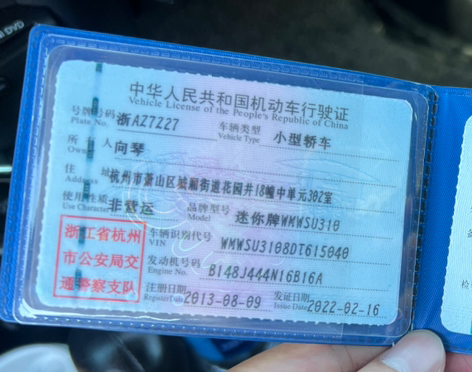 DVD
中华人民共和国机动车行驶证
Vehicle License of the People's Republic of China
号牌号码 浙AZ7227 车辆类型 小型轿车
Plate No. Vehicle Type
所有人 向琴
Owner
住址 杭州市萧山区城厢街道花园井18幢中单元302室
Address
使用性质 非营运 品牌型号 迷你牌WMWSU310
Use Character Model
浙江省杭州
市公安局交
通警察支队
车辆识别代号 WMWSU3108DT615040
VIN
发动机号码 B148J444N16B16A
Engine No.
注册日期 2013-08-09 发证日期 2022-02-16
Register Date Issue Date